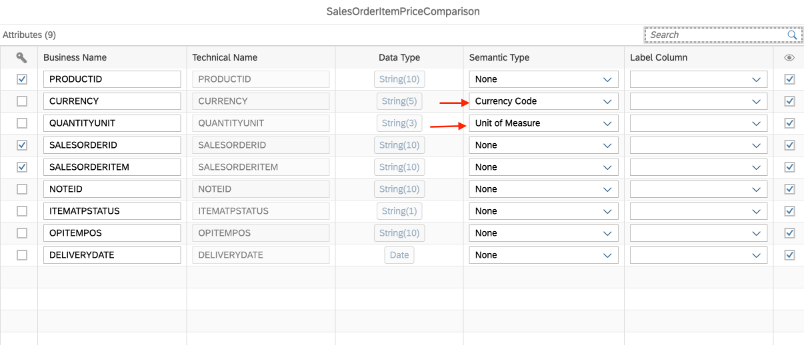 SalesOrderItemPriceComparison
Attributes (9)
Search
Business Name Technical Name Data Type Semantic Type Label Column
PRODUCTID PRODUCTID String(10) None
CURRENCY CURRENCY String(5) Currency Code
QUANTITYUNIT QUANTITYUNIT String(3) Unit of Measure
SALESORDERID SALESORDERID String(10) None
SALESORDERITEM SALESORDERITEM String(10) None
NOTEID NOTEID String(10) None
ITEMATPSTATUS ITEMATPSTATUS String(1) None
OPITEMPOS OPITEMPOS String(10) None
DELIVERYDATE DELIVERYDATE Date None